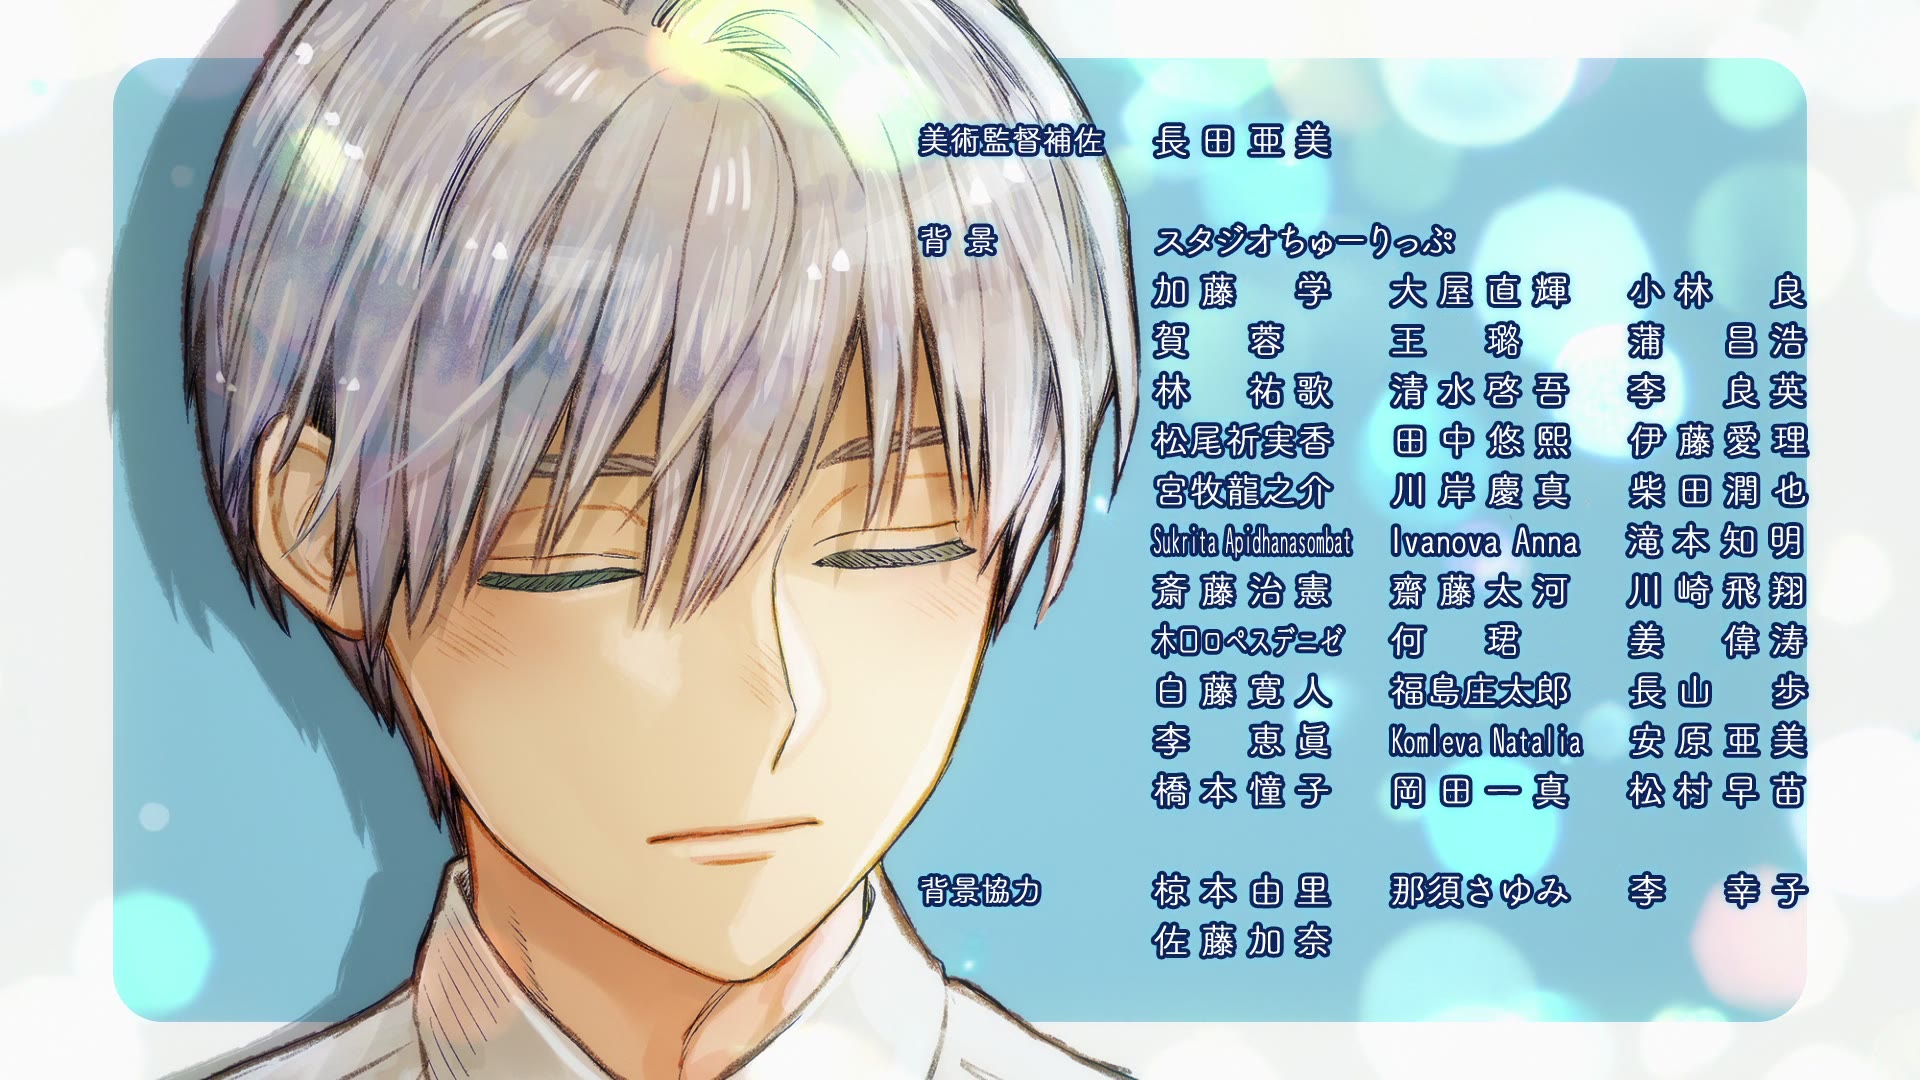 美術監督補佐 長田亜美
背景 スタジオちゅーりっぷ
加藤 学 大屋直輝 小林 良
賀 蓉 王 璐 蒲 昌浩
林 祐歌 清水啓吾 李 良英
松尾祈実香 田中悠熙 伊藤愛理
宮牧龍之介 川岸慶真 柴田潤也
Sukrita Apidhanasombat Ivanova Anna 滝本知明
斎藤治憲 齋藤太河 川崎飛翔
木口ロペスデニゼ 何 珺 姜 偉涛
白藤寛人 福島庄太郎 長山 歩
李 恵眞 Komleva Natalia 安原亜美
橋本憧子 岡田一真 松村早苗
背景協力 椋本由里 那須さゆみ 李 幸子
佐藤加奈